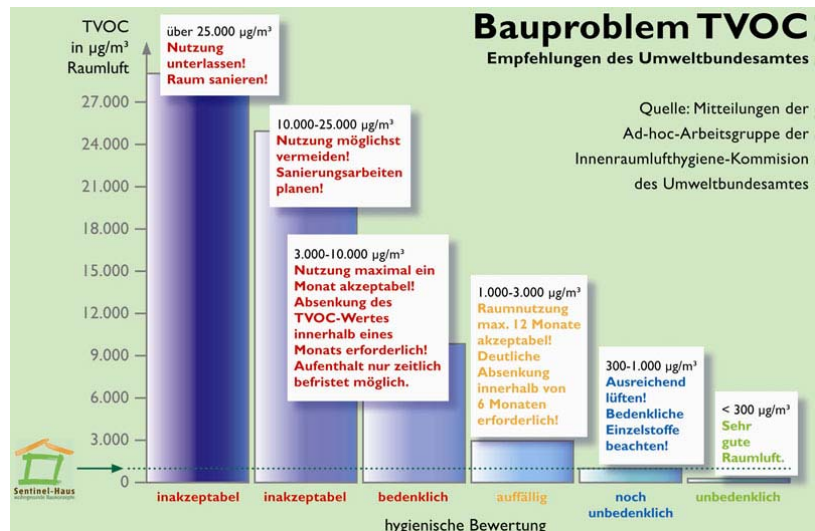 Bauproblem TVOC
Empfehlungen des Umweltbundesamtes
Quelle: Mitteilungen der
Ad-hoc-Arbeitsgruppe der
Innenraumlufthygiene-Kommision
des Umweltbundesamtes
TVOC
in µg/m³
Raumluft
27.000
24.000
21.000
18.000
15.000
12.000
9.000
6.000
3.000
0
über 25.000 µg/m³
Nutzung
unterlassen!
Raum sanieren!
10.000-25.000 µg/m³
Nutzung möglichst
vermeiden!
Sanierungsarbeiten
planen!
3.000-10.000 µg/m³
Nutzung maximal ein
Monat akzeptabel!
Absenkung des
TVOC-Wertes
innerhalb eines
Monats erforderlich!
Aufenthalt nur zeitlich
befristet möglich.
1.000-3.000 µg/m³
Raumnutzung
max. 12 Monate
akzeptabel!
Deutliche
Absenkung
innerhalb von
6 Monaten
erforderlich!
300-1.000 µg/m³
Ausreichend
lüften!
Bedenkliche
Einzelstoffe
beachten!
< 300 µg/m³
Sehr
gute
Raumluft.
Sentinel-Haus
inakzeptabel
inakzeptabel
bedenklich
auffällig
noch
unbedenklich
unbedenklich
hygienische Bewertung